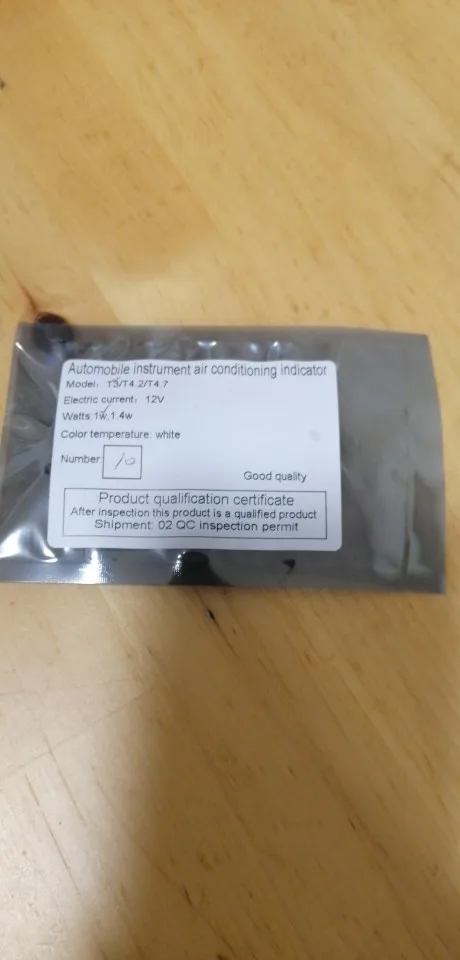 Automobile instrument air conditioning indicator
Model: T3/T4.2/T4.7
Electric current: 12V
Watts:1w,1.4w
Color temperature: white
Number: 10
Good quality
Product qualification certificate
After inspection this product is a qualified product
Shipment: 02 QC inspection permit